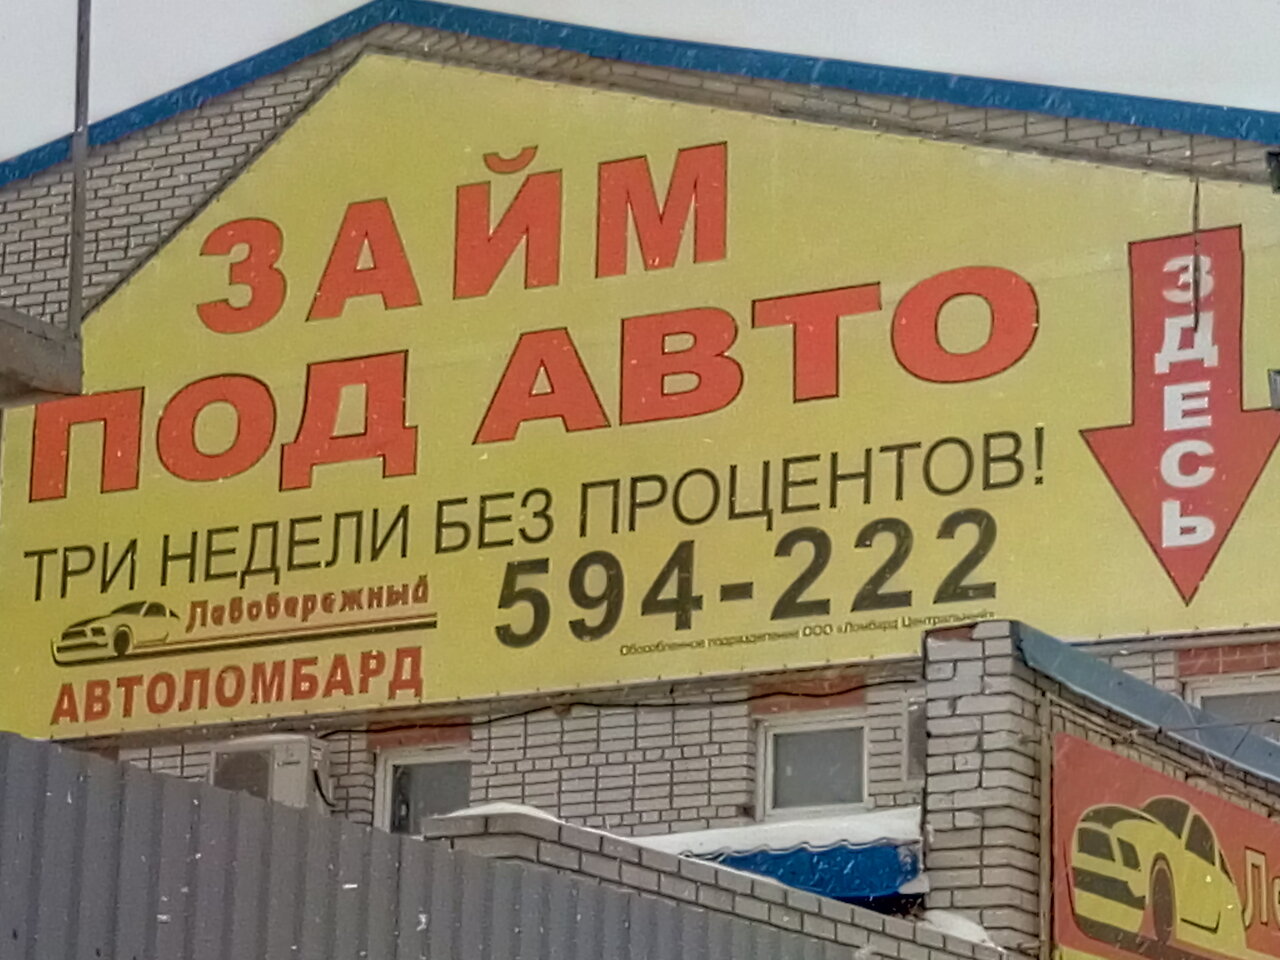 ЗАЙМ
ПОД АВТО
ЗДЕСЬ
ТРИ НЕДЕЛИ БЕЗ ПРОЦЕНТОВ!
594-222
Левобережный
АВТОЛОМБАРД
Обособленное подразделение ООО «Ломбард Центральный»